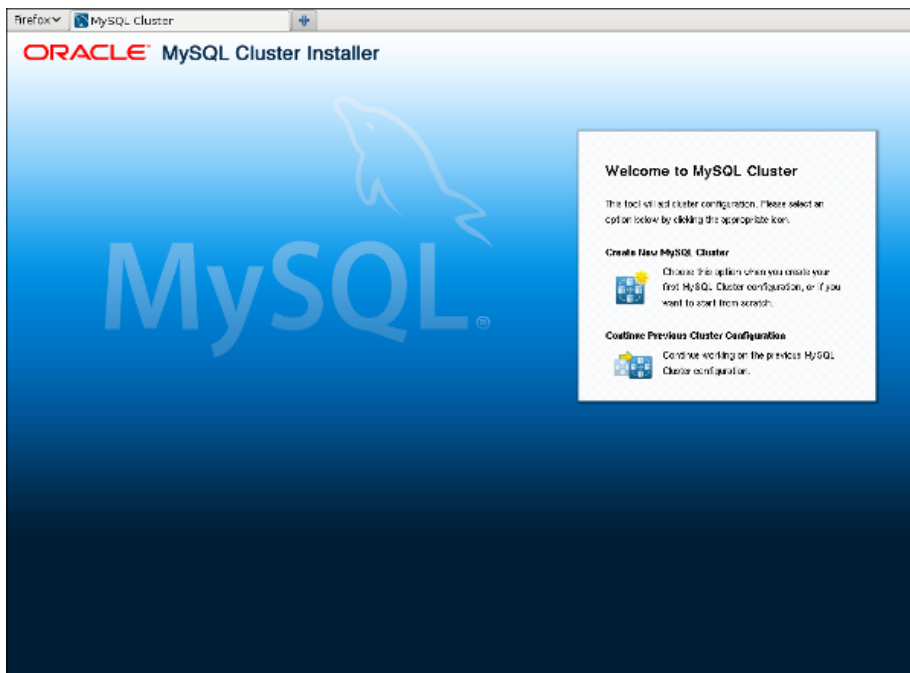 Firefox
MySQL Cluster
ORACLE® MySQL Cluster Installer
MySQL®
Welcome to MySQL Cluster
This tool will aid cluster configuration. Please select an
option below by clicking the appropriate icon.
Create New MySQL Cluster
Choose this option when you create your
first MySQL Cluster configuration, or if you
want to start from scratch.
Continue Previous Cluster Configuration
Continue working on the previous MySQL
Cluster configuration.